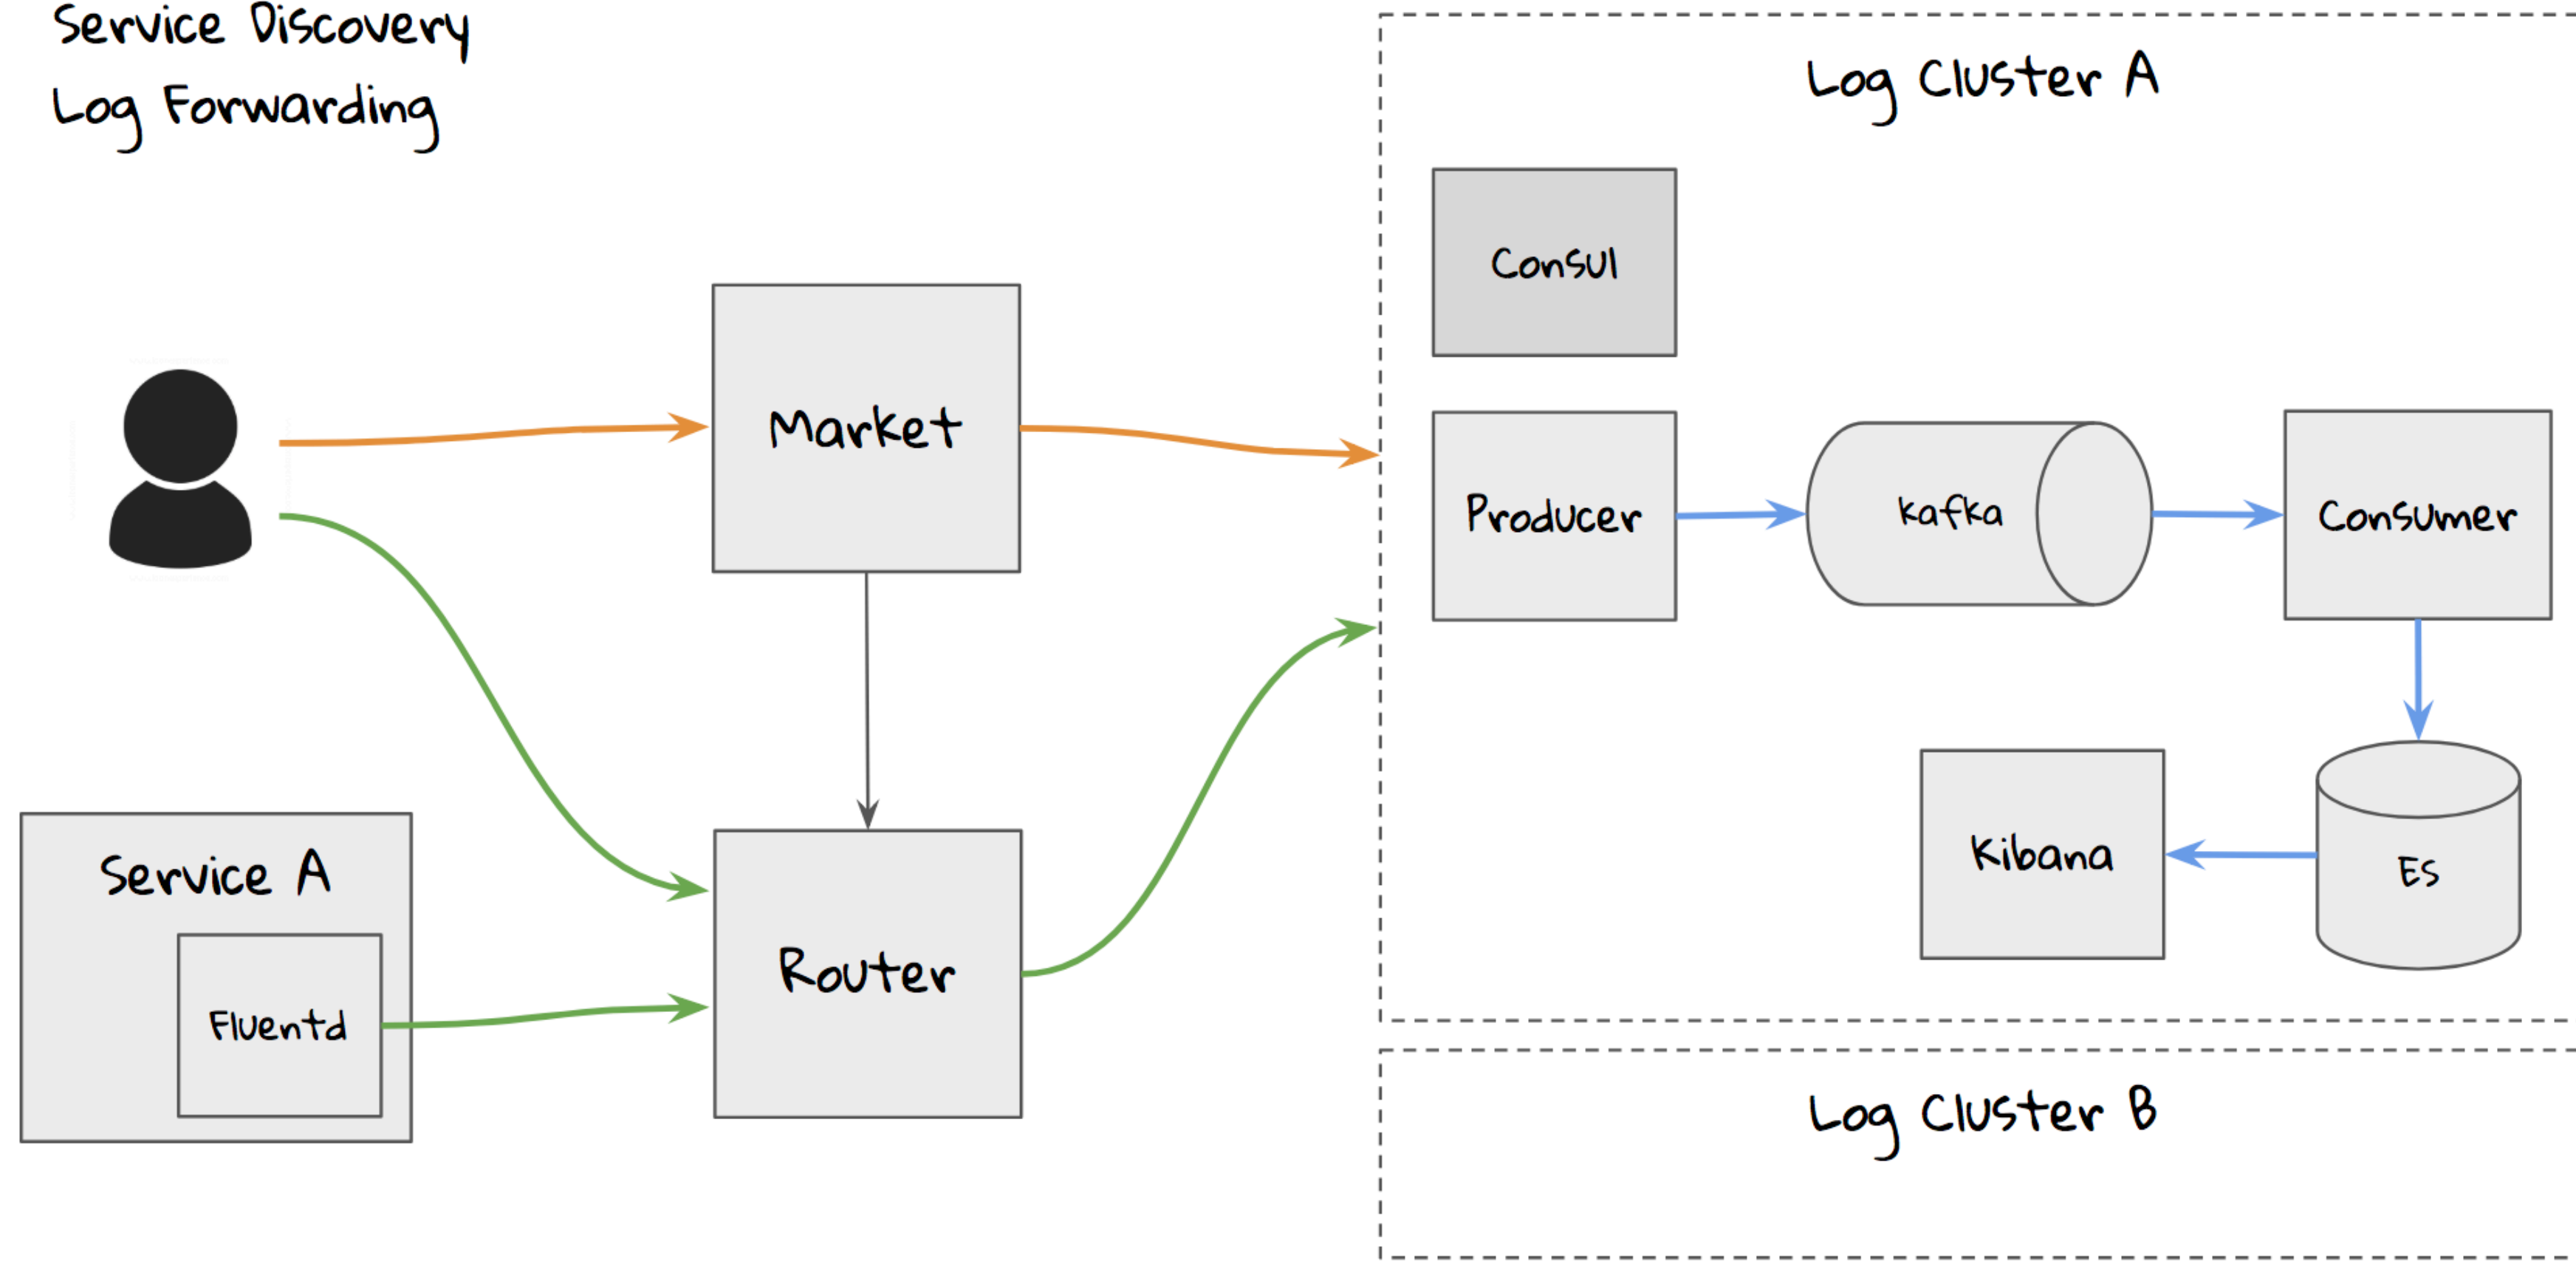 Service Discovery
Log Forwarding
Log Cluster A
Consul
Market
Producer
kafka
Consumer
Service A
Fluentd
Router
Kibana
ES
Log Cluster B